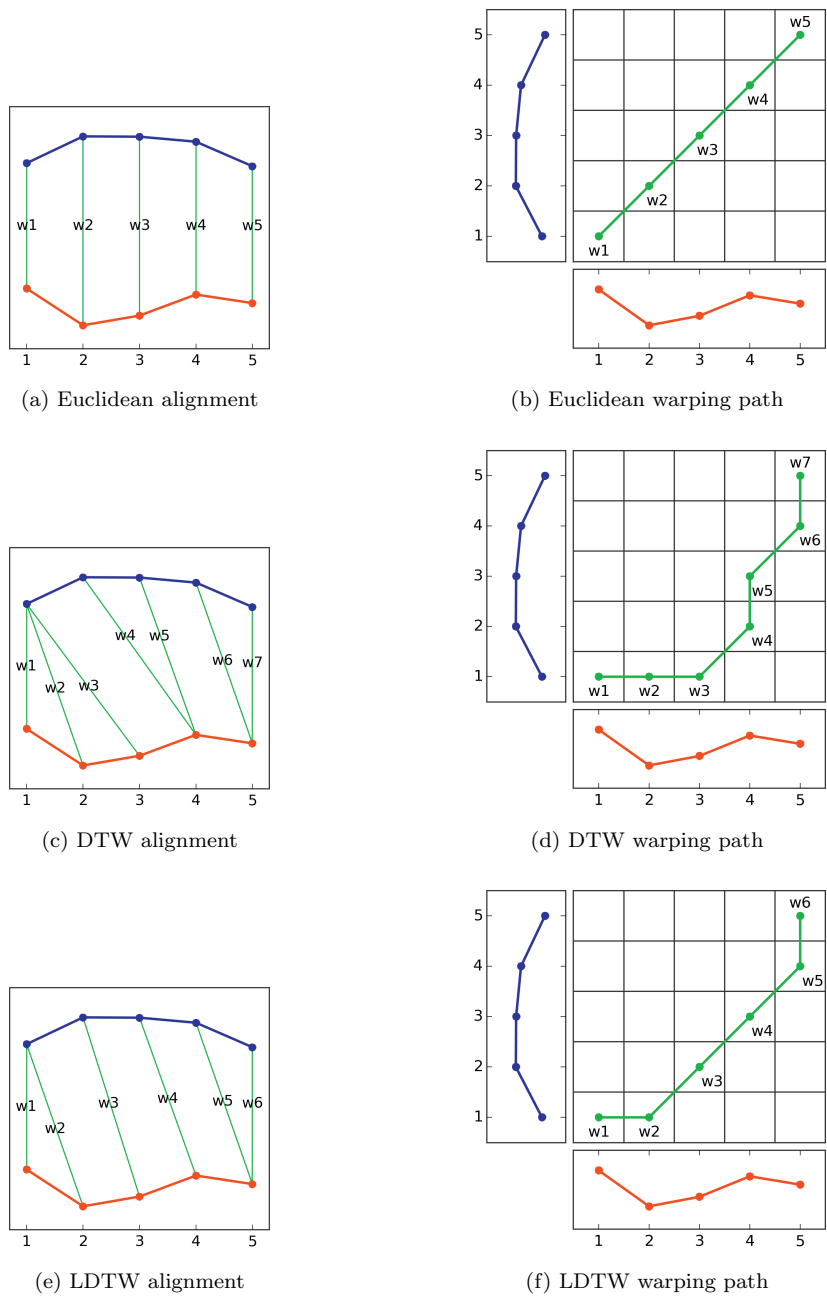 w1 w2 w3 w4 w5
1 2 3 4 5
(a) Euclidean alignment
5
4
3
2
1
w5
w4
w3
w2
w1
1 2 3 4 5
(b) Euclidean warping path
w4 w5
w6 w7
w1
w2 w3
1 2 3 4 5
(c) DTW alignment
5
4
3
2
1
w7
w6
w5
w4
w1 w2 w3
1 2 3 4 5
(d) DTW warping path
w1 w3 w4 w5 w6
w2
1 2 3 4 5
(e) LDTW alignment
5
4
3
2
1
w6
w5
w4
w3
w1 w2
1 2 3 4 5
(f) LDTW warping path